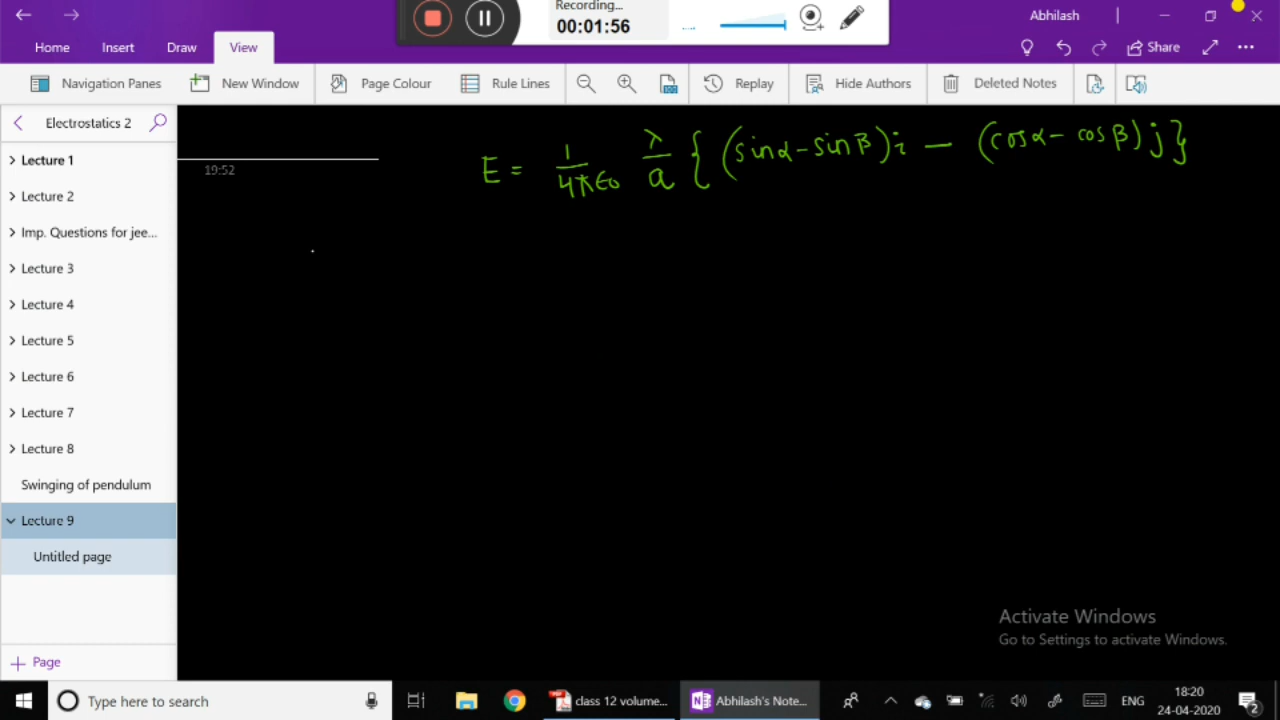 Recording...
00:01:56
Abhilash
Home Insert Draw View
Share
Navigation Panes New Window Page Colour Rule Lines Replay Hide Authors Deleted Notes
Electrostatics 2
Lecture 1
Lecture 2
Imp. Questions for jee...
Lecture 3
Lecture 4
Lecture 5
Lecture 6
Lecture 7
Lecture 8
Swinging of pendulum
Lecture 9
Untitled page
Page
19:52
E = 1/4πε0 λ/a {(sinα - sinβ)i - (cosα - cosβ)j}
Activate Windows
Go to Settings to activate Windows.
Type here to search
class 12 volume...
Abhilash's Note...
ENG
18:20
24-04-2020
2